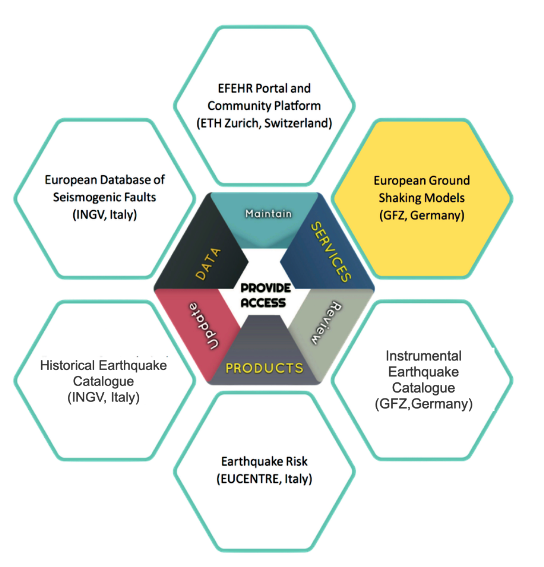 EFEHR Portal and
Community Platform
(ETH Zurich, Switzerland)
European Database of
Seismogenic Faults
(INGV, Italy)
European Ground
Shaking Models
(GFZ, Germany)
Maintain
DATA
SERVICES
PROVIDE
ACCESS
Update
Review
PRODUCTS
Historical Earthquake
Catalogue
(INGV, Italy)
Instrumental
Earthquake
Catalogue
(GFZ,Germany)
Earthquake Risk
(EUCENTRE, Italy)